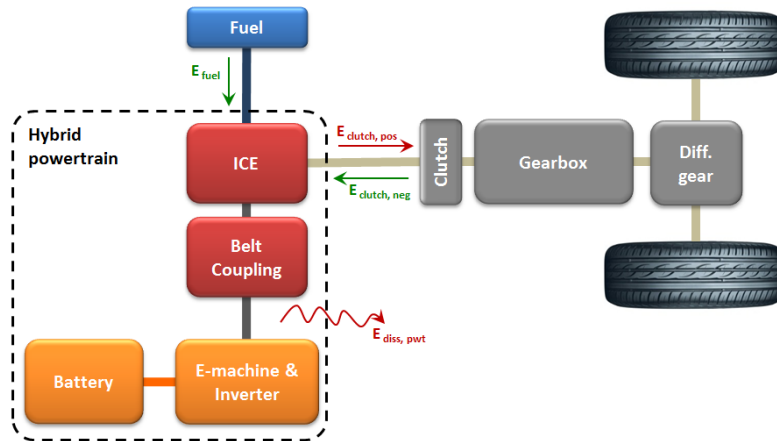 Fuel
E fuel
Hybrid
powertrain
ICE
E clutch, pos
E clutch, neg
Clutch
Gearbox
Diff.
gear
Belt
Coupling
E diss, pwt
Battery
E-machine &
Inverter